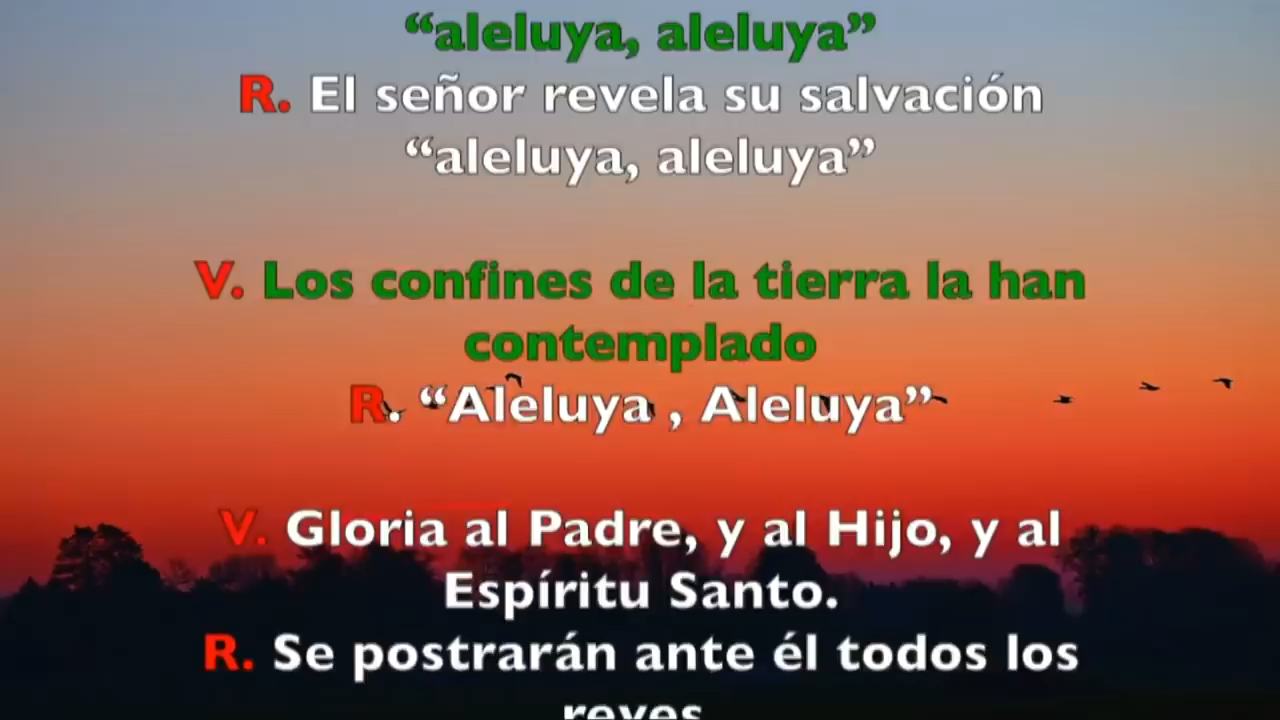 “aleluya, aleluya”
R. El señor revela su salvación
“aleluya, aleluya”
V. Los confines de la tierra la han
contemplado
R. “Aleluya , Aleluya”
V. Gloria al Padre, y al Hijo, y al
Espíritu Santo.
R. Se postrarán ante él todos los
reyes